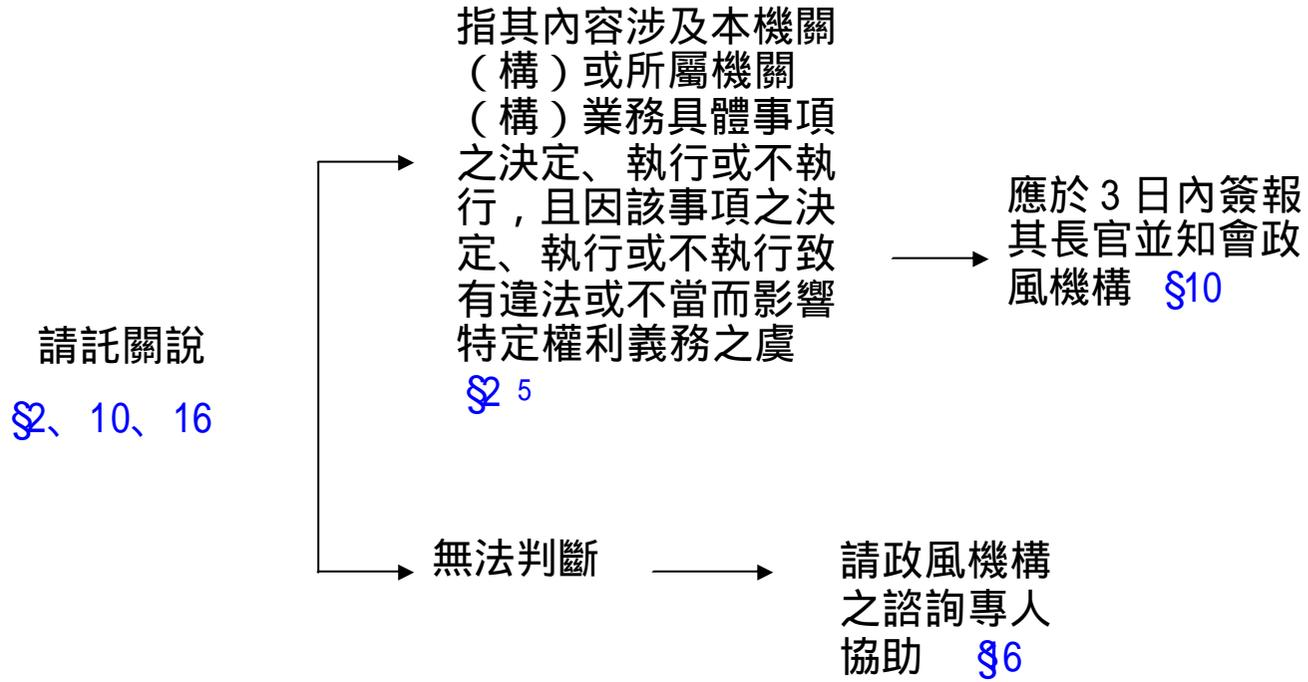 請託關說
§2、10、16
指其內容涉及本機關
（構）或所屬機關
（構）業務具體事項
之決定、執行或不執
行，且因該事項之決
定、執行或不執行致
有違法或不當而影響
特定權利義務之虞
§2 5
應於3日內簽報
其長官並知會政
風機構 §10
無法判斷
請政風機構
之諮詢專人
協助 §16